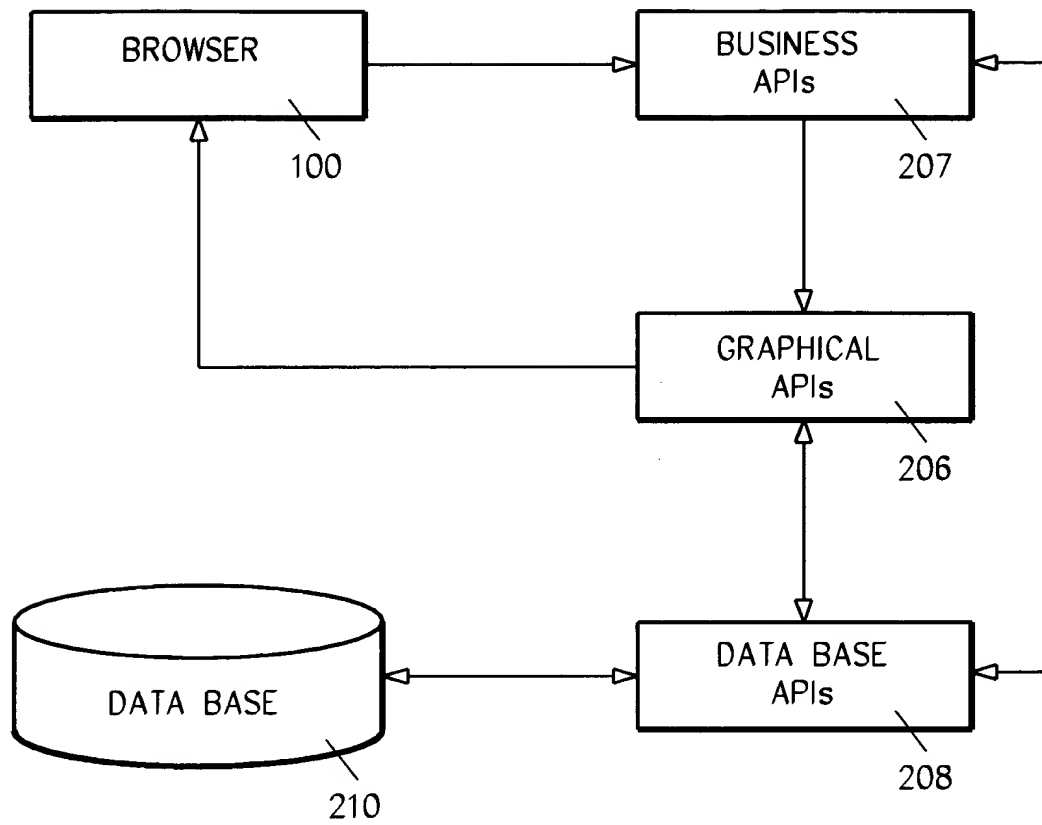 BROWSER
100
BUSINESS
APIs
207
GRAPHICAL
APIs
206
DATA BASE
210
DATA BASE
APIs
208